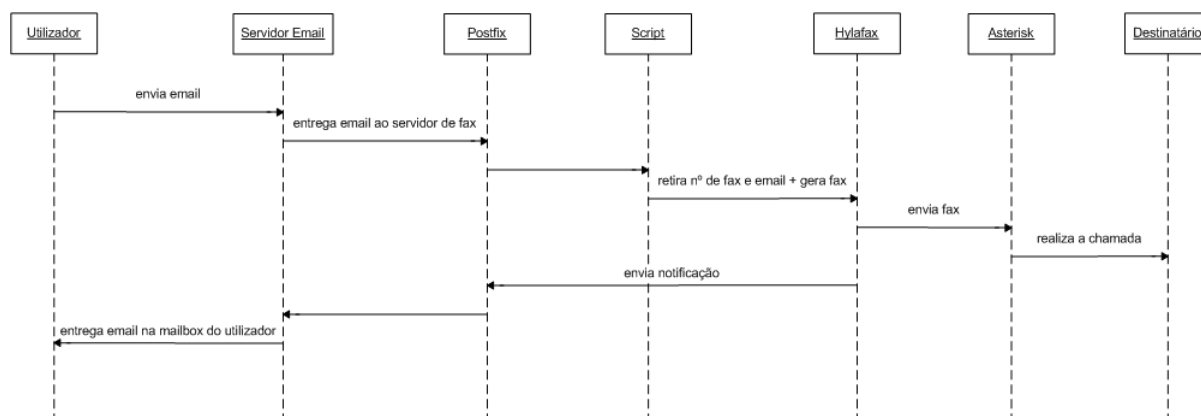 Utilizador
Servidor Email
Postfix
Script
Hylafax
Asterisk
Destinatário
envia email
entrega email ao servidor de fax
retira nº de fax e email + gera fax
envia fax
realiza a chamada
envia notificação
entrega email na mailbox do utilizador